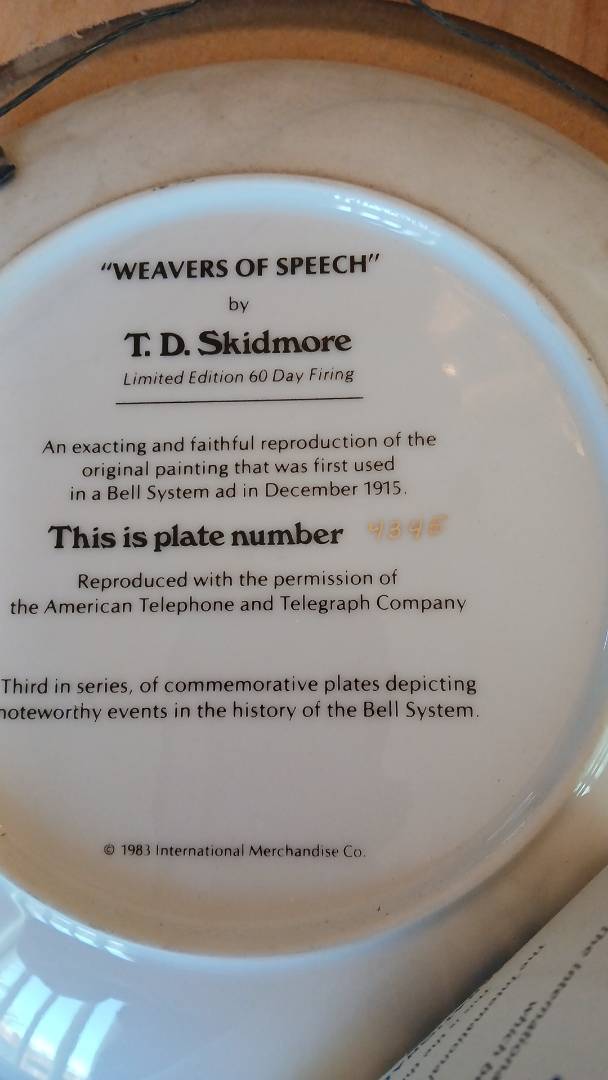 “WEAVERS OF SPEECH”
by
T. D. Skidmore
Limited Edition 60 Day Firing
An exacting and faithful reproduction of the
original painting that was first used
in a Bell System ad in December 1915.
This is plate number
Reproduced with the permission of
the American Telephone and Telegraph Company
Third in series, of commemorative plates depicting
noteworthy events in the history of the Bell System.
© 1983 International Merchandise Co.